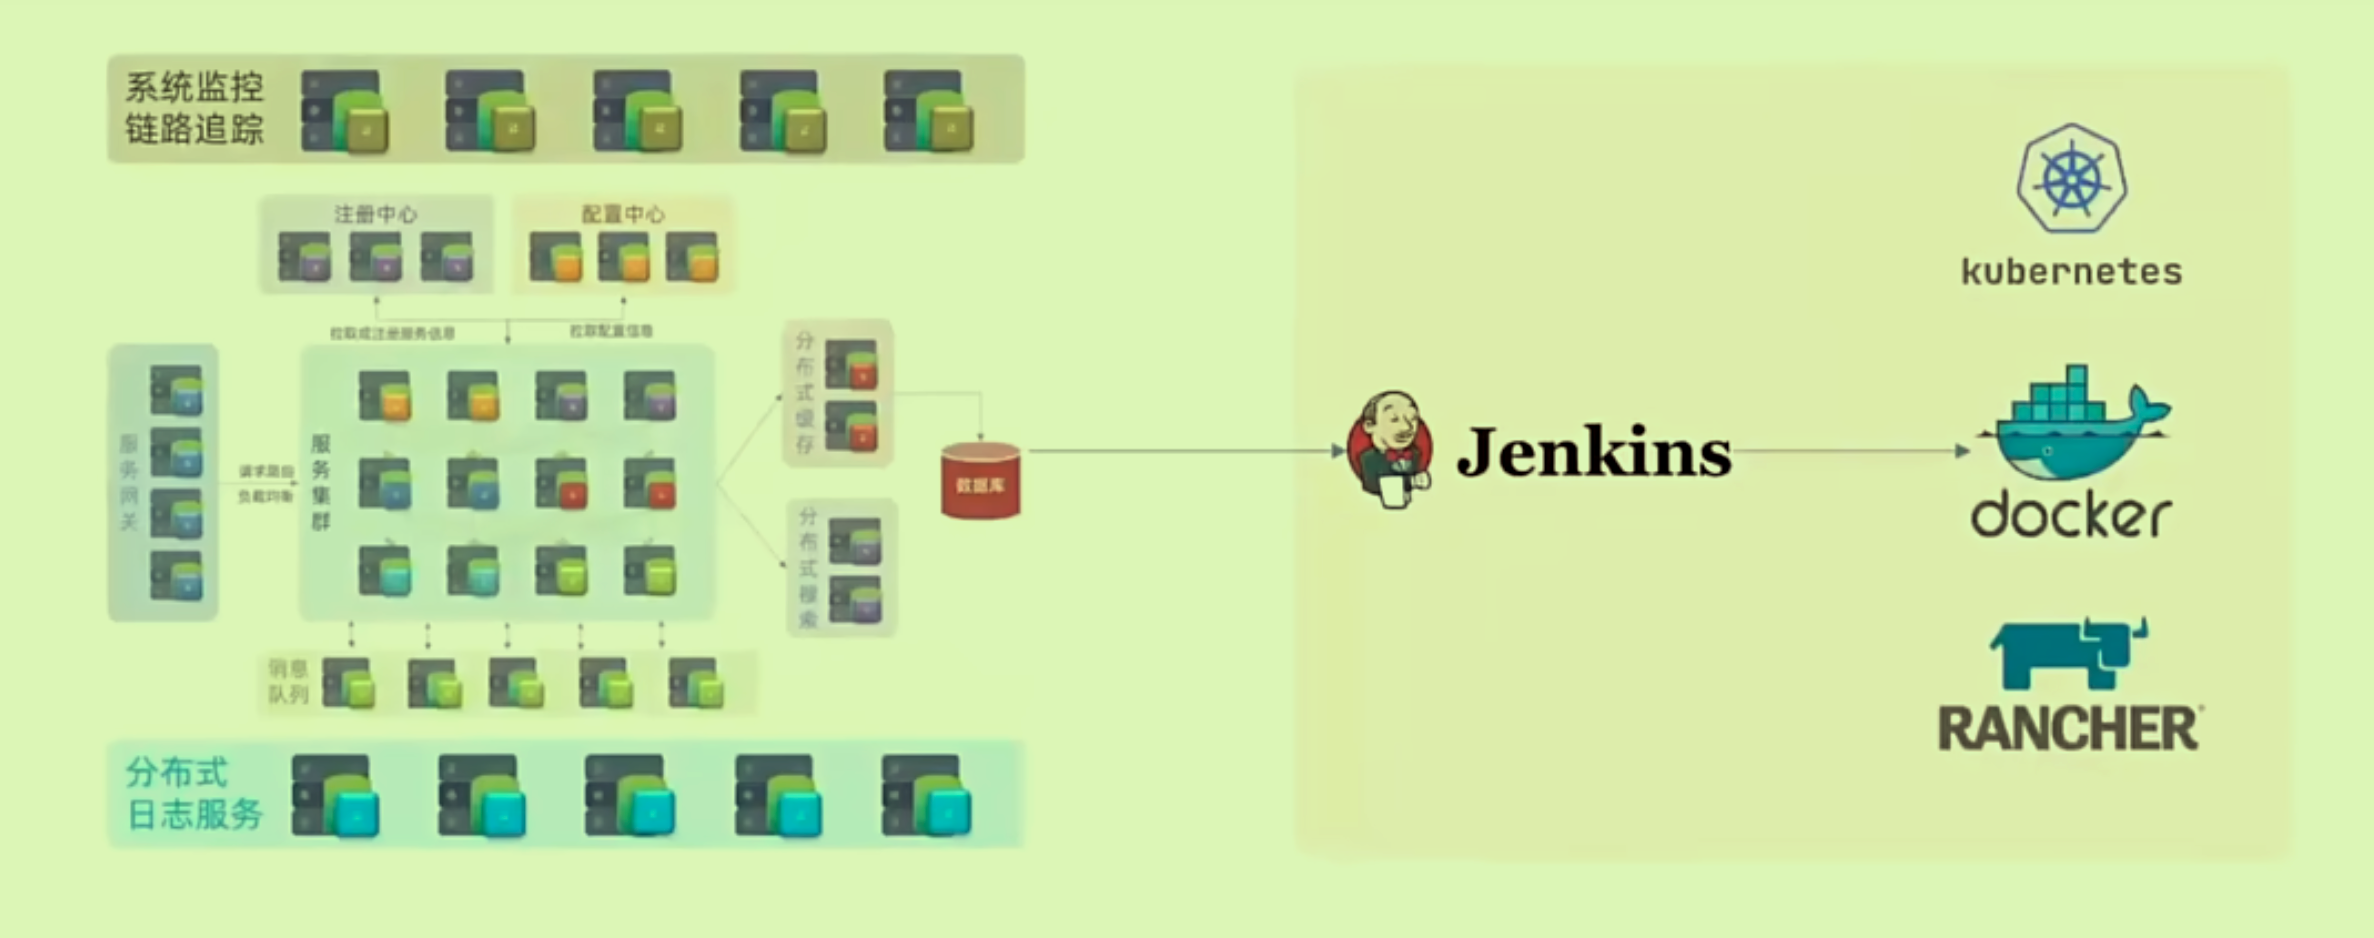 系统监控
链路追踪
注册中心
配置中心
拉取或注册服务信息
拉取配置信息
服务网关
请求路由
负载均衡
服务集群
分布式缓存
分布式搜索
数据库
消息
队列
分布式
日志服务
Jenkins
kubernetes
docker
RANCHER